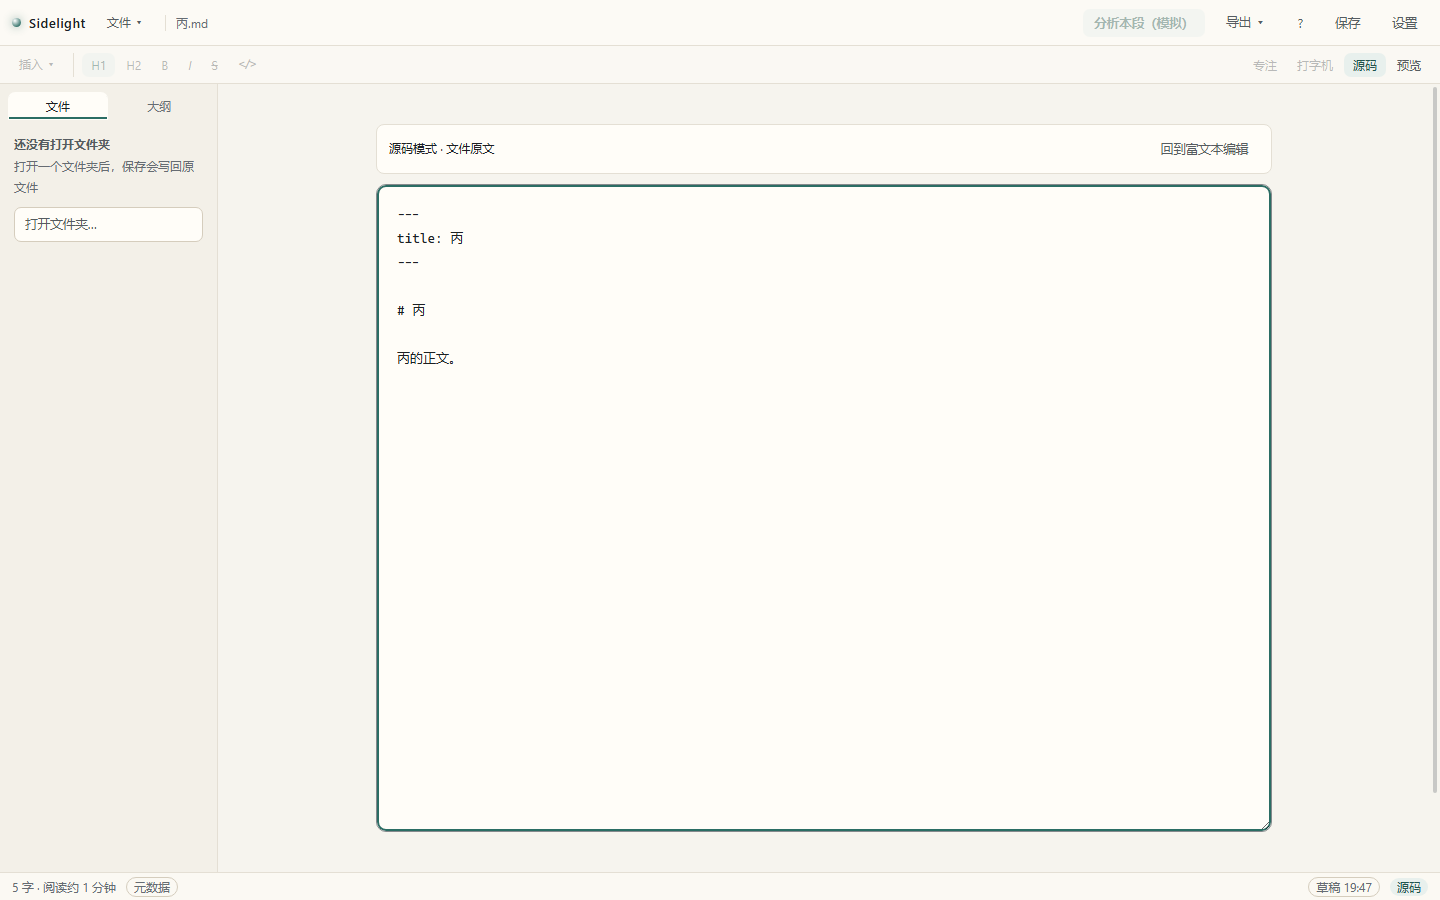 Sidelight 文件 ▾ 丙.md 分析本段（模拟） 导出 ▾ ? 保存 设置
插入 ▾ H1 H2 B I S </> 专注 打字机 源码 预览
文件 大纲
还没有打开文件夹
打开一个文件夹后，保存会写回原
文件
打开文件夹...
源码模式 · 文件原文 回到富文本编辑
---
title: 丙
---
# 丙
丙的正文。
5 字 · 阅读约 1 分钟 元数据 草稿 19:47 源码